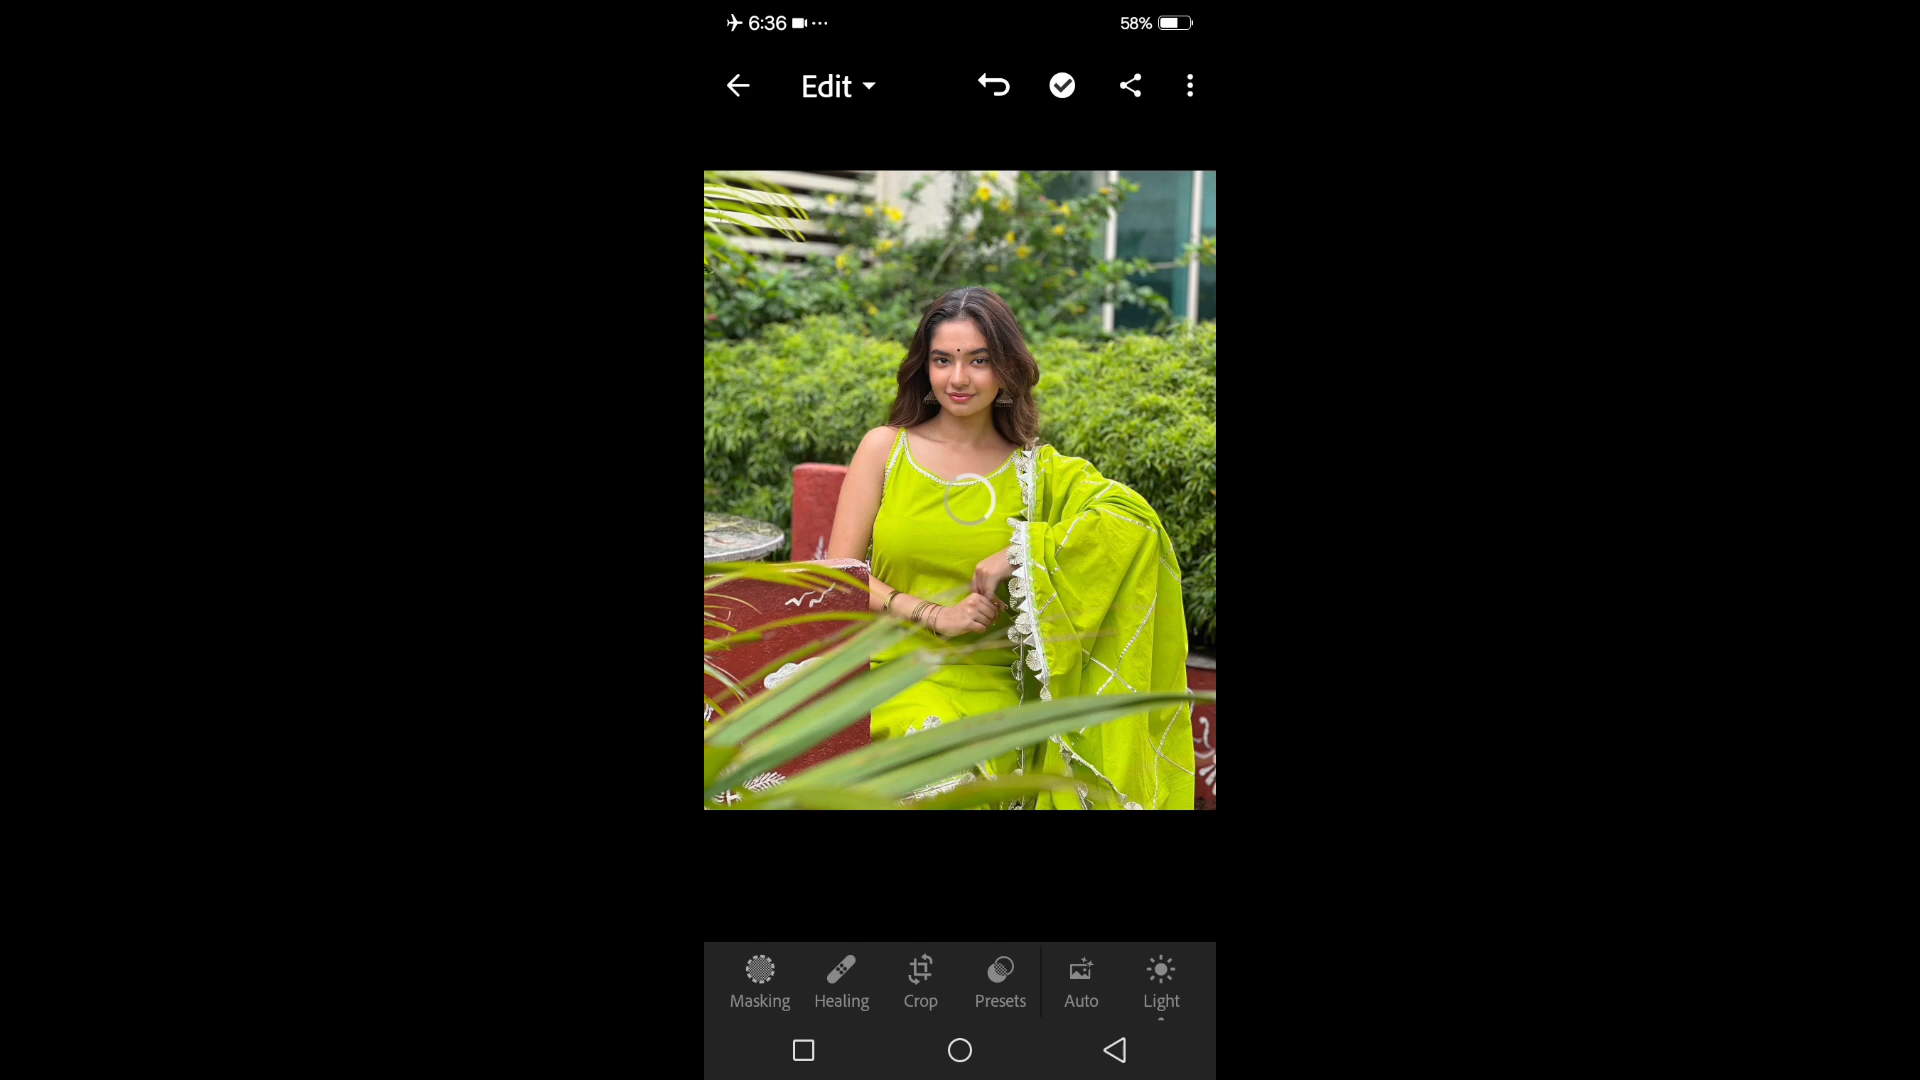 6:36
58%
Edit
Masking
Healing
Crop
Presets
Auto
Light